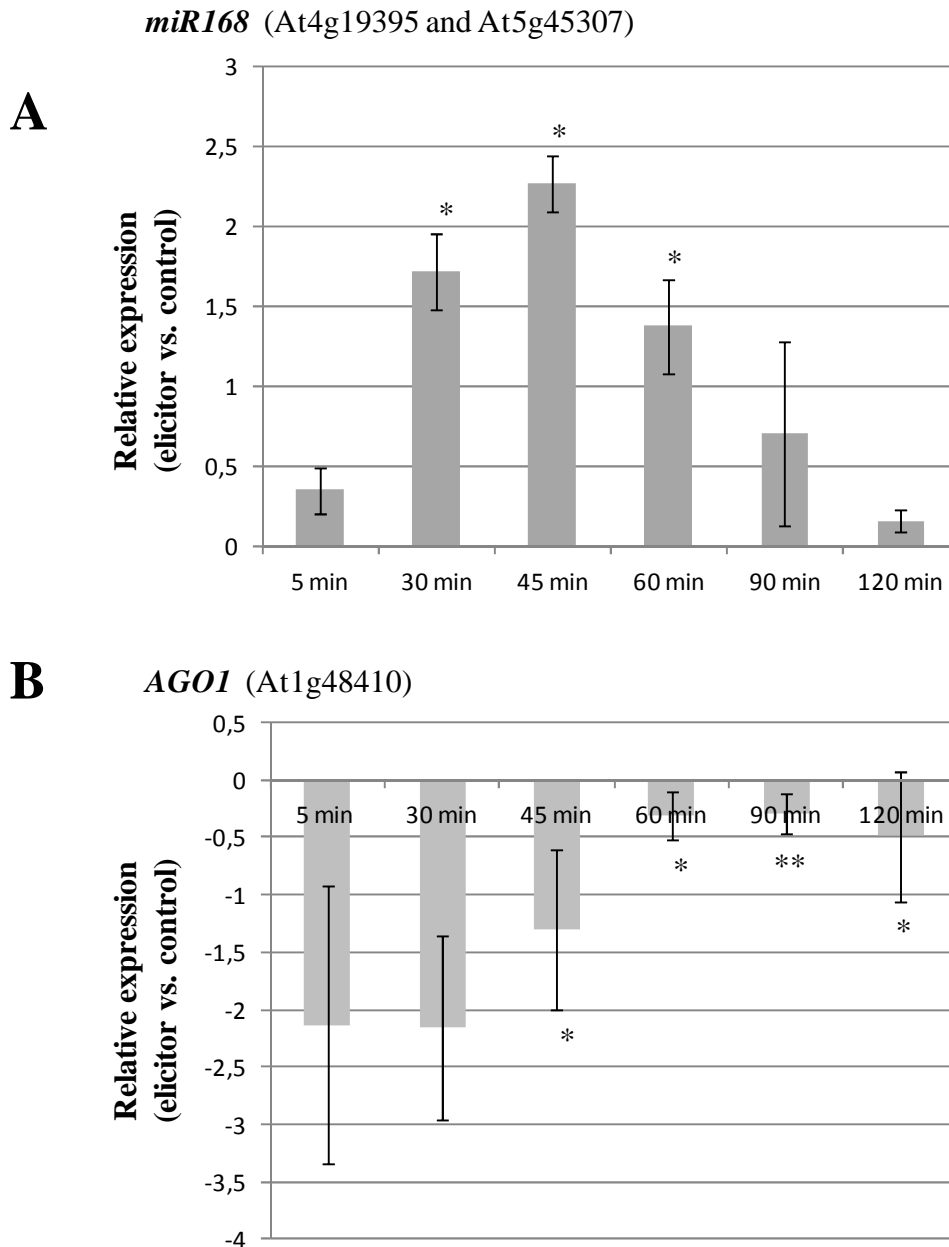 miR168 (At4g19395 and At5g45307)
A
Relative expression
(elicitor vs. control)
3
2,5
2
1,5
1
0,5
0
*
*
*
5 min 30 min 45 min 60 min 90 min 120 min
B
AGO1 (At1g48410)
Relative expression
(elicitor vs. control)
0,5
0
-0,5
-1
-1,5
-2
-2,5
-3
-3,5
-4
5 min 30 min 45 min 60 min 90 min 120 min
*
*
**
*